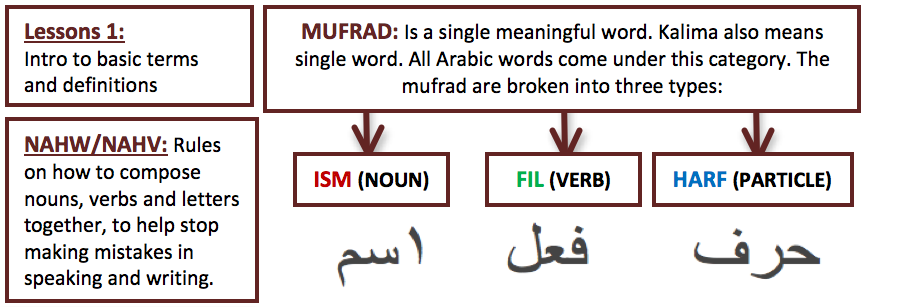 Lessons 1:
Intro to basic terms
and definitions
MUFRAD: Is a single meaningful word. Kalima also means
single word. All Arabic words come under this category. The
mufrad are broken into three types:
NAHW/NAHV: Rules
on how to compose
nouns, verbs and letters
together, to help stop
making mistakes in
speaking and writing.
ISM (NOUN)
FIL (VERB)
HARF (PARTICLE)
اسم
فعل
حرف